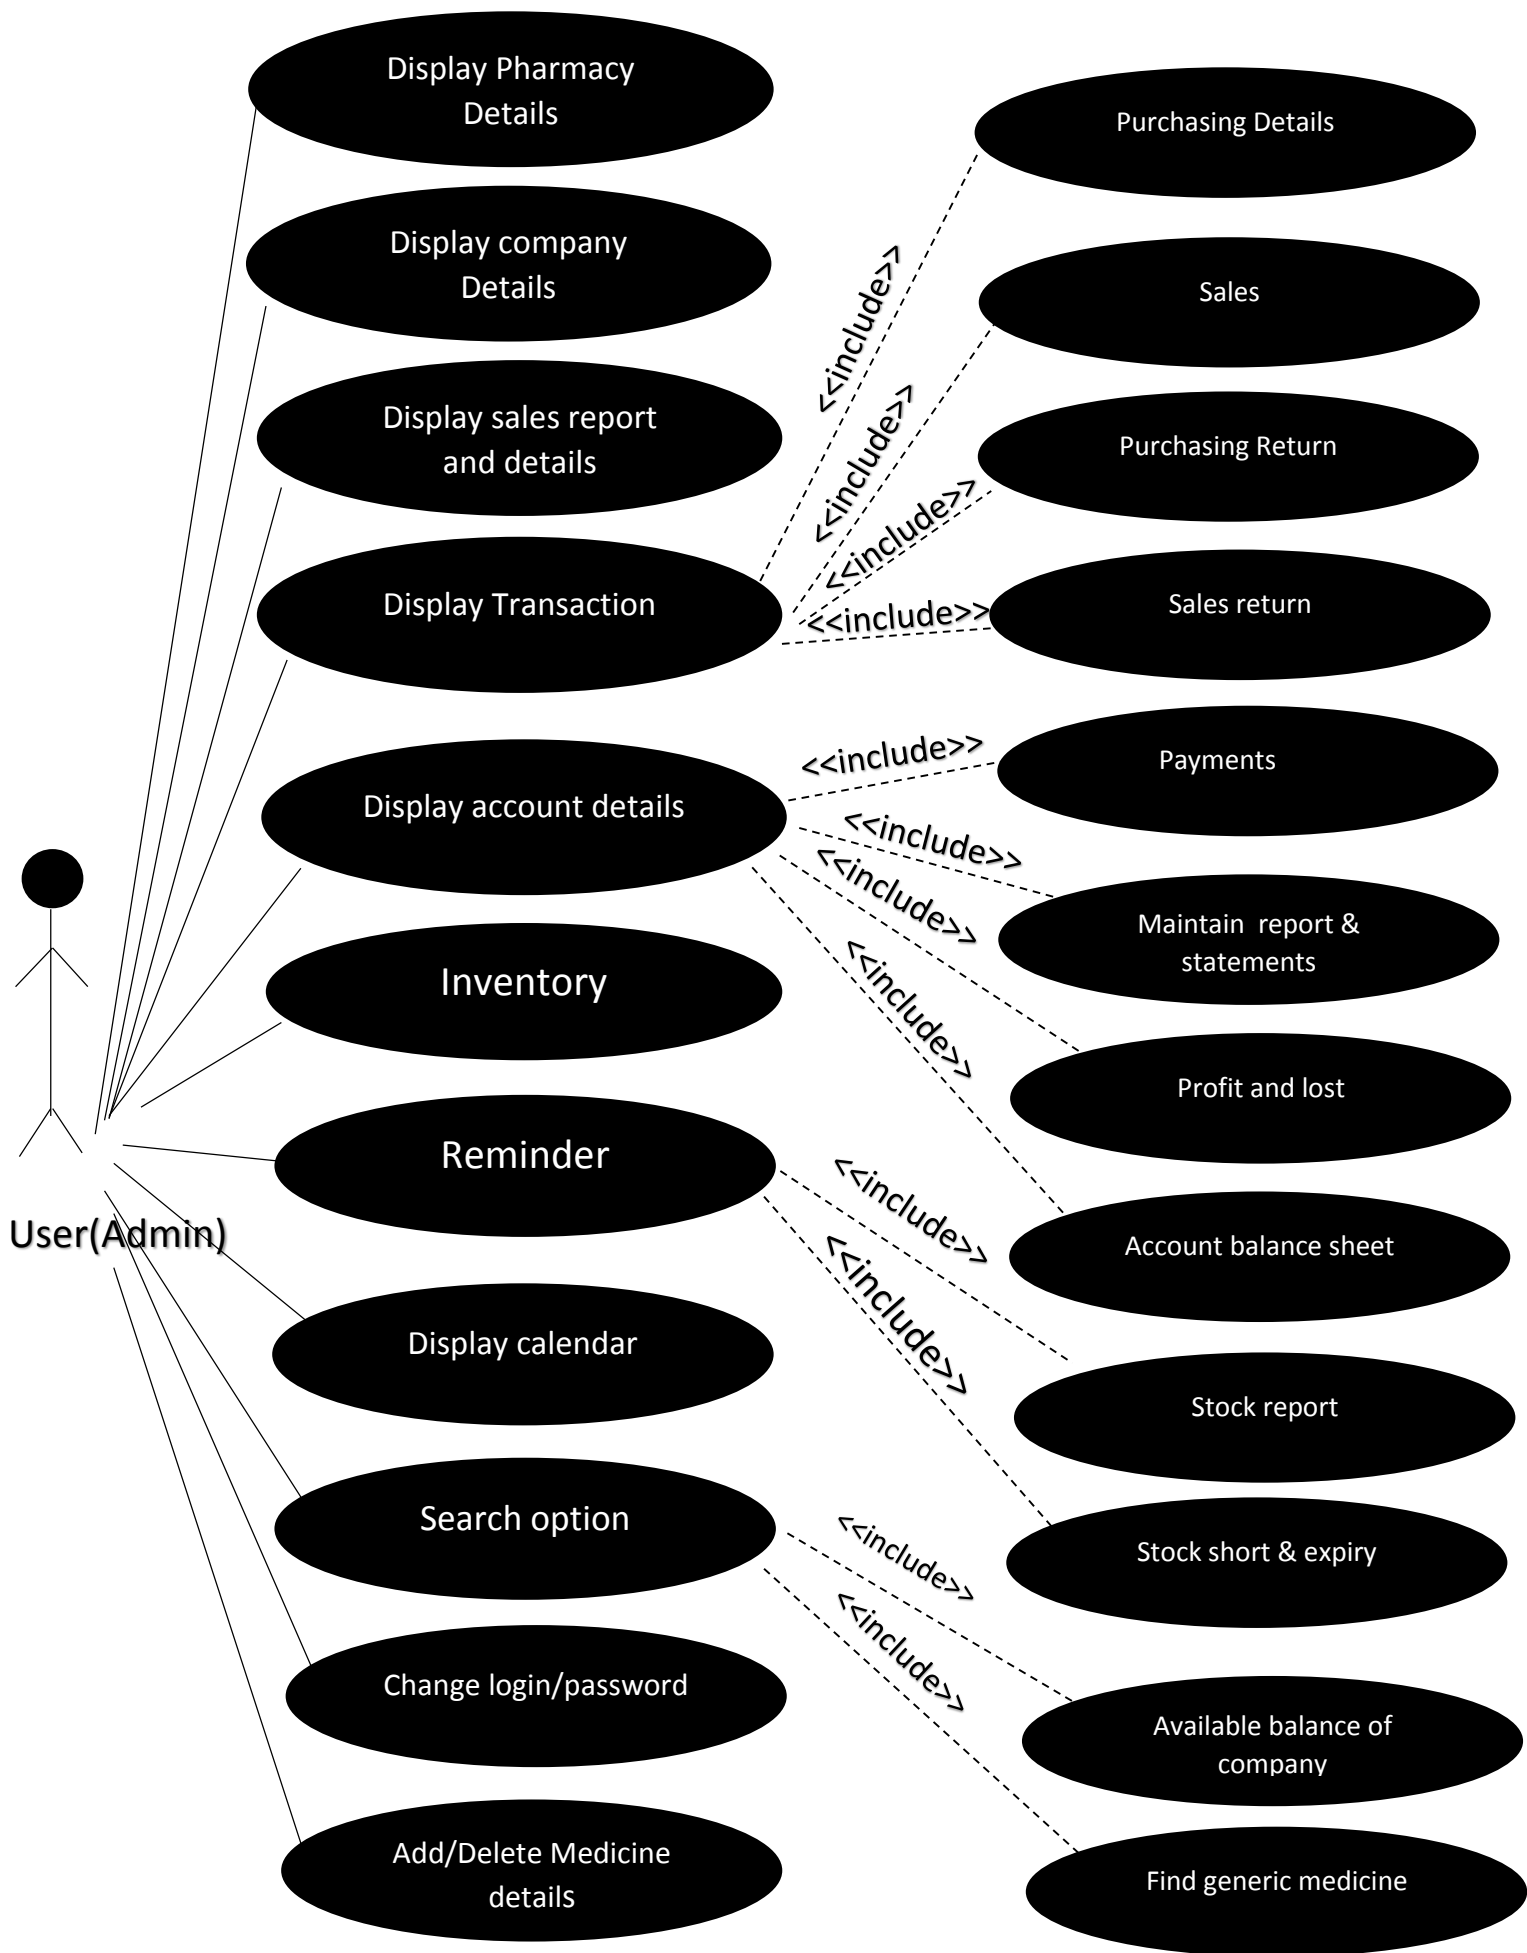 Display Pharmacy
Details
Display company
Details
Display sales report
and details
Display Transaction
Display account details
Inventory
Reminder
Display calendar
Search option
Change login/password
Add/Delete Medicine
details
User(Admin)
<<include>>
<<include>>
<<include>>
<<include>>
<<include>>
<<include>>
<<include>>
<<include>>
<<include>>
<<include>>
<<include>>
<<include>>
Purchasing Details
Sales
Purchasing Return
Sales return
Payments
Maintain  report &
statements
Profit and lost
Account balance sheet
Stock report
Stock short & expiry
Available balance of
company
Find generic medicine